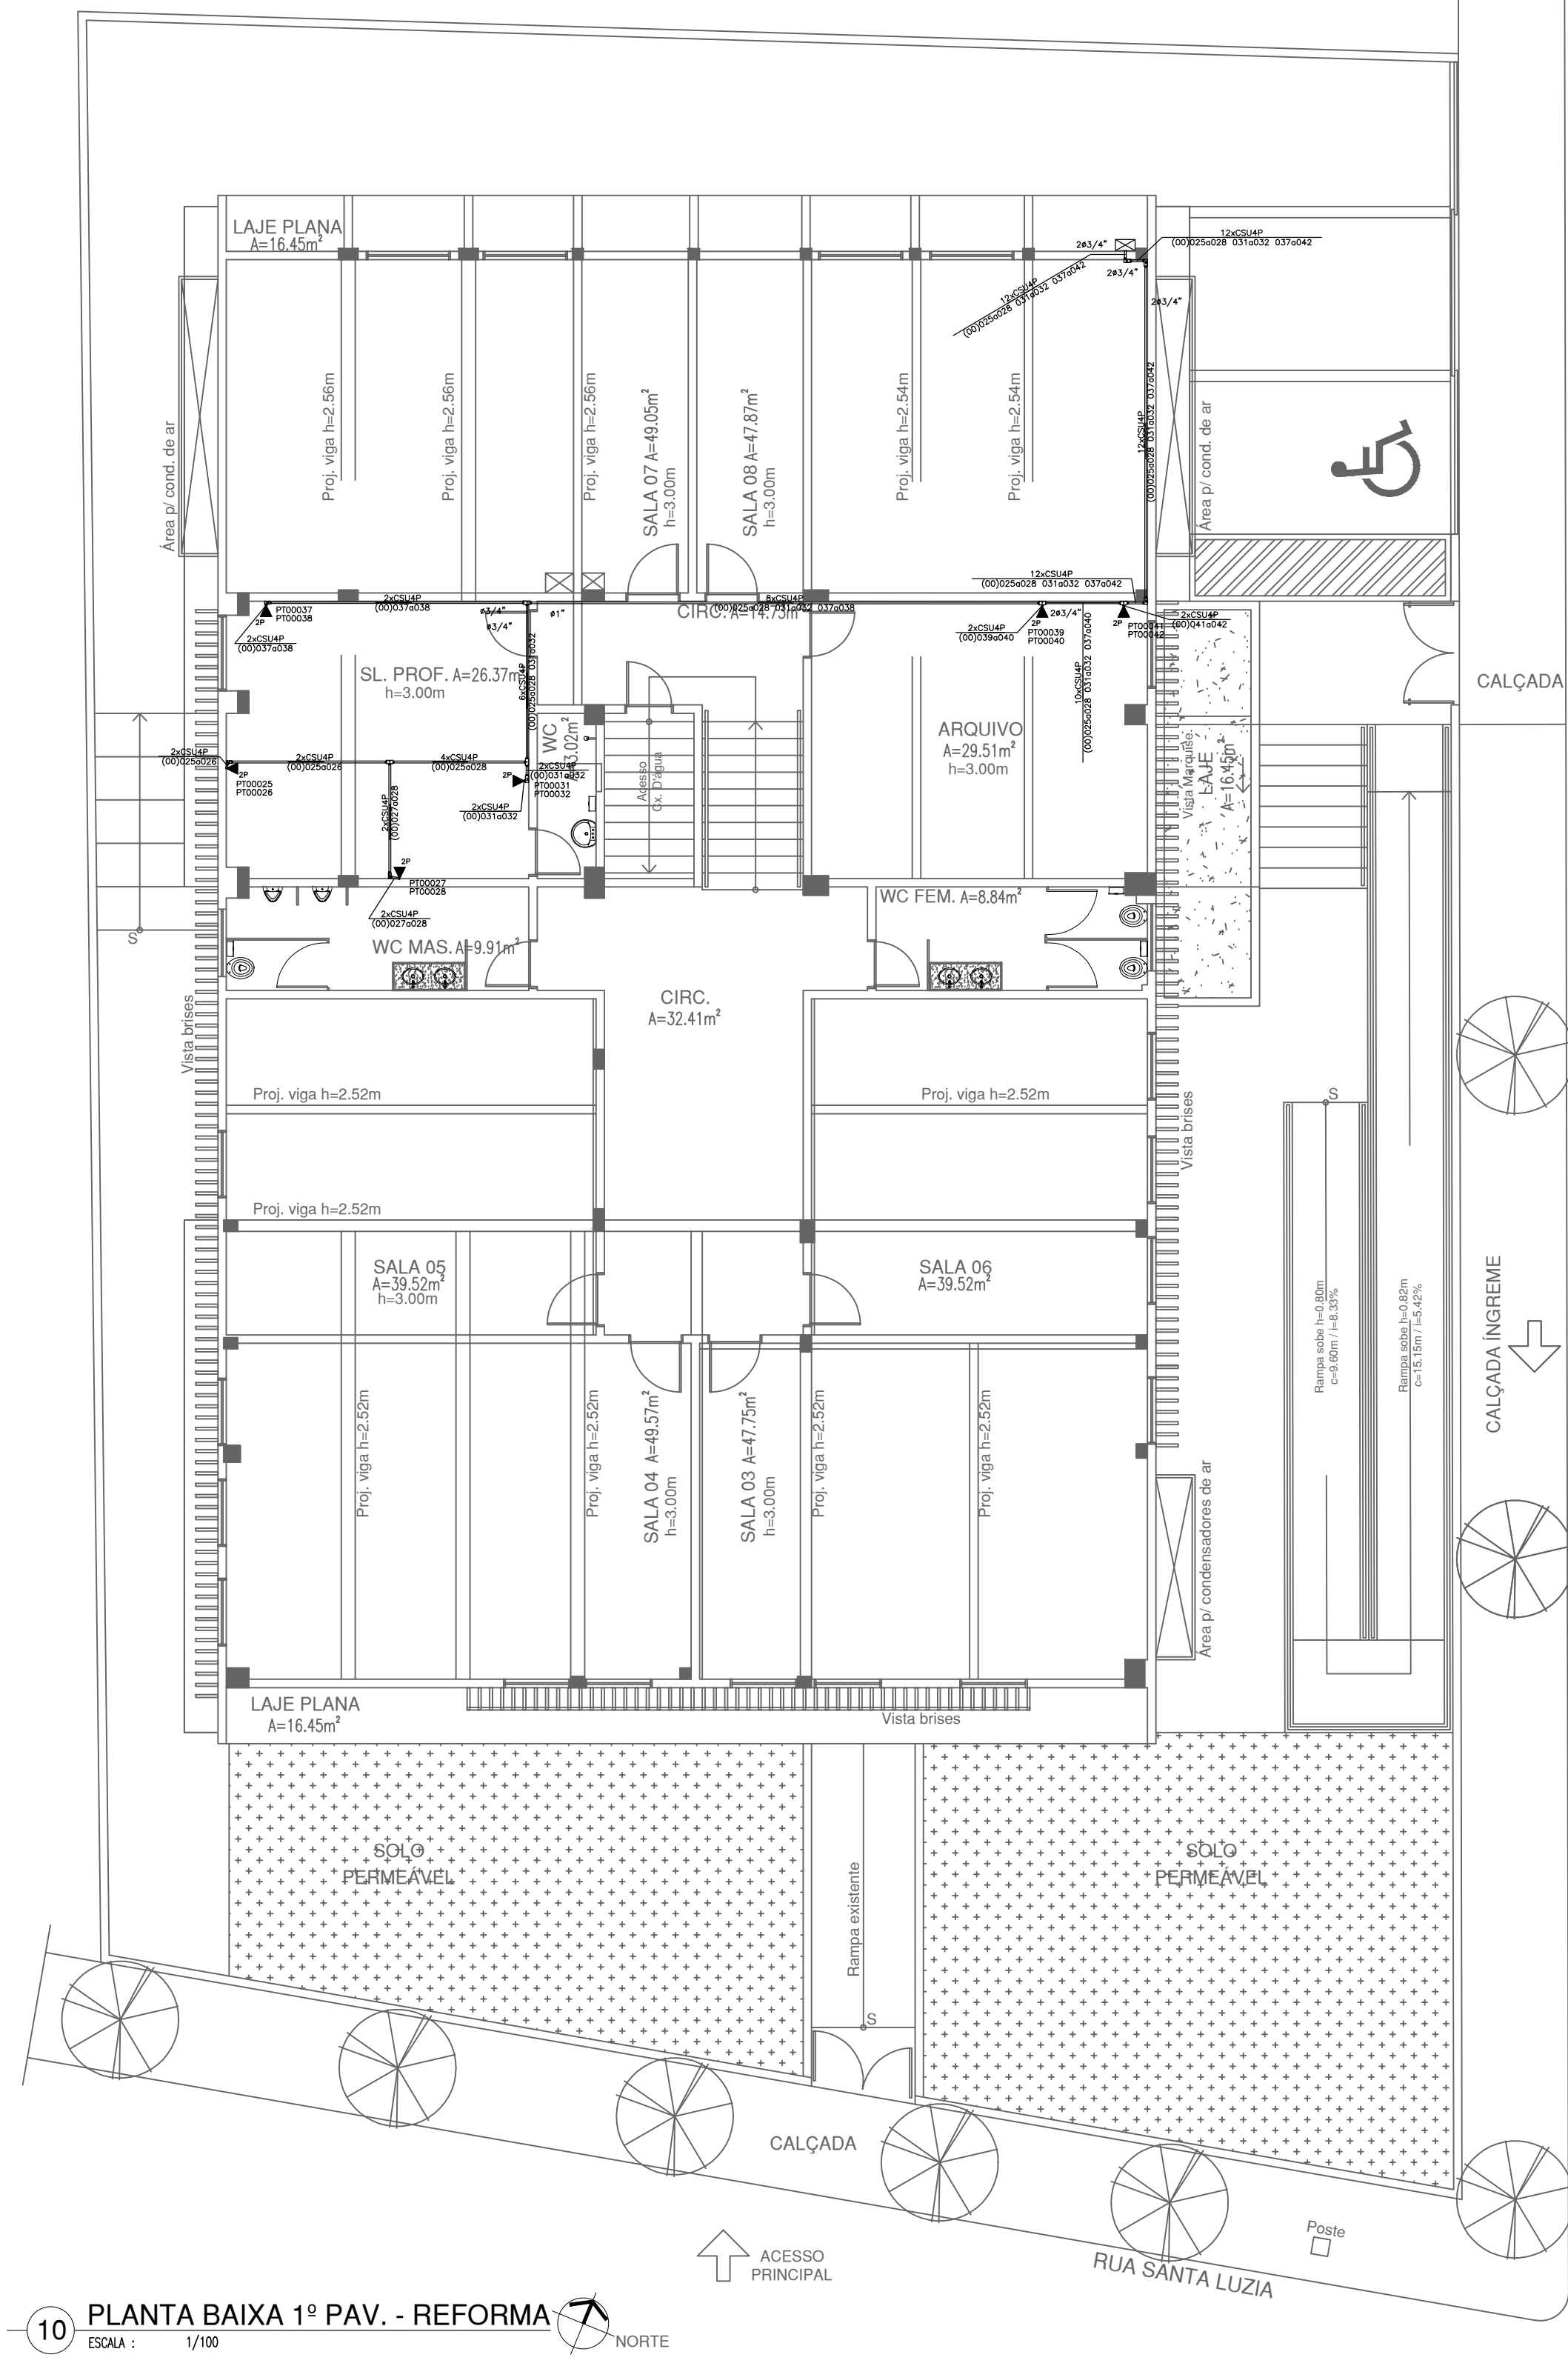 LAJE PLANA
A=16.45m²
2ø3/4"
12xCSU4P
(00)025a028 031a032 037a042
2ø3/4"
12xCSU4P
(00)025a028 031a032 037a042
2ø3/4"
12xCSU4P
(00)025a028 031a032 037a042
Área p/ cond. de ar
Proj. viga h=2.56m
Proj. viga h=2.56m
Proj. viga h=2.56m
SALA 07 A=49.05m²
h=3.00m
SALA 08 A=47.87m²
h=3.00m
Proj. viga h=2.54m
Proj. viga h=2.54m
Área p/ cond. de ar
12xCSU4P
(00)025a028 031a032 037a042
2xCSU4P
(00)037a038
PT00037
PT00038
2P
2xCSU4P
(00)037a038
ø3/4"
ø3/4"
ø1"
8xCSU4P
(00)025a028 031a032 037a038
CIRC. A=14.73m²
2xCSU4P
(00)039a040
2P
PT00039
PT00040
2ø3/4"
2P
PT00041
PT00042
2xCSU4P
(00)041a042
10xCSU4P
(00)025a028 031a032 037a040
SL. PROF. A=26.37m²
h=3.00m
6xCSU4P
(00)025a028 031a032
CALÇADA
WC
A=3.02m²
Acesso
Cx. D'água
ARQUIVO
A=29.51m²
h=3.00m
Vista Marquise.
LAJE
A=16.45m²
2xCSU4P
(00)025a026
2P
PT00025
PT00026
2xCSU4P
(00)025a026
4xCSU4P
(00)025a028
2xCSU4P
(00)031a032
2P
PT00031
PT00032
2xCSU4P
(00)031a032
2xCSU4P
(00)027a028
2P
PT00027
PT00028
2xCSU4P
(00)027a028
S
WC MAS. A=9.91m²
WC FEM. A=8.84m²
CIRC.
A=32.41m²
Vista brises
Proj. viga h=2.52m
Proj. viga h=2.52m
Vista brises
S
Proj. viga h=2.52m
SALA 05
A=39.52m²
h=3.00m
SALA 06
A=39.52m²
Rampa sobe h=0.80m
c=9.60m / i=8.33%
Rampa sobe h=0.82m
c=15.15m / i=5.42%
CALÇADA ÍNGREME
Proj. viga h=2.52m
Proj. viga h=2.52m
SALA 04 A=49.57m²
h=3.00m
SALA 03 A=47.75m²
h=3.00m
Proj. viga h=2.52m
Proj. viga h=2.52m
Área p/ condensadores de ar
LAJE PLANA
A=16.45m²
Vista brises
SOLO
PERMEÁVEL
SOLO
PERMEÁVEL
Rampa existente
S
CALÇADA
Poste
RUA SANTA LUZIA
ACESSO
PRINCIPAL
10
PLANTA BAIXA 1º PAV. - REFORMA
ESCALA : 1/100
NORTE